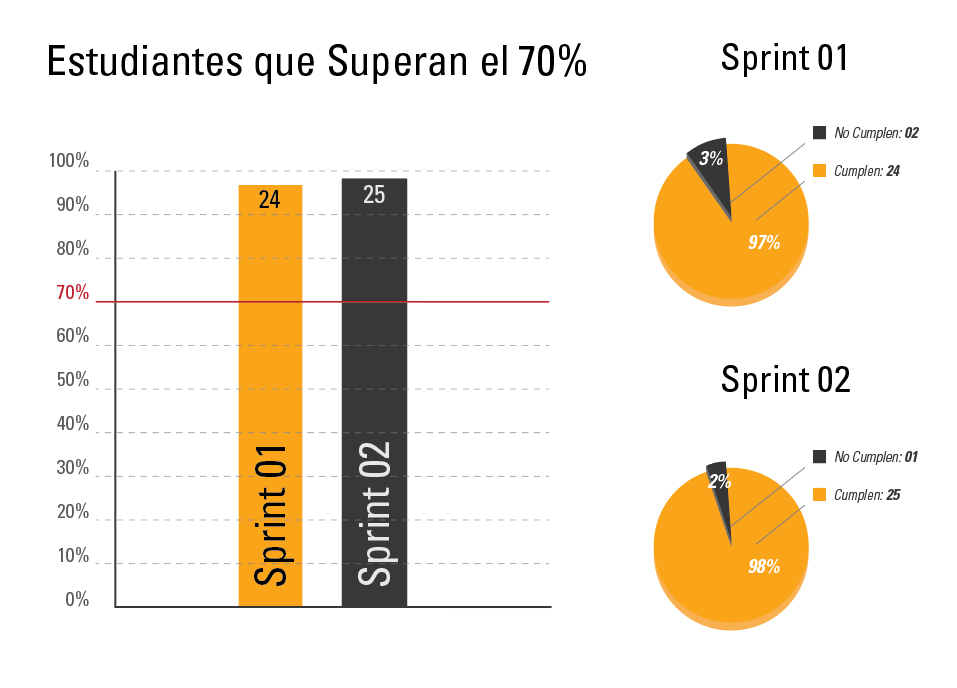 Estudiantes que Superan el 70%
100%
90%
80%
70%
60%
50%
40%
30%
20%
10%
0%
24
25
Sprint 01
Sprint 02
Sprint 01
No Cumplen: 02
Cumplen: 24
3%
97%
Sprint 02
No Cumplen: 01
Cumplen: 25
2%
98%